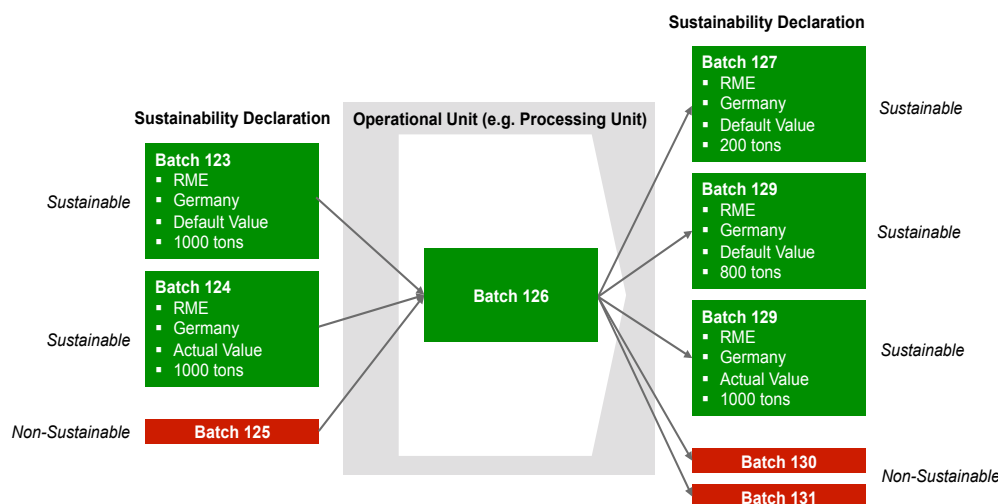 Sustainability Declaration
Sustainable
Batch 123
▪ RME
▪ Germany
▪ Default Value
▪ 1000 tons
Sustainable
Batch 124
▪ RME
▪ Germany
▪ Actual Value
▪ 1000 tons
Non-Sustainable
Batch 125
Operational Unit (e.g. Processing Unit)
Batch 126
Sustainability Declaration
Batch 127
▪ RME
▪ Germany
▪ Default Value
▪ 200 tons
Sustainable
Batch 129
▪ RME
▪ Germany
▪ Default Value
▪ 800 tons
Sustainable
Batch 129
▪ RME
▪ Germany
▪ Actual Value
▪ 1000 tons
Sustainable
Batch 130
Non-Sustainable
Batch 131